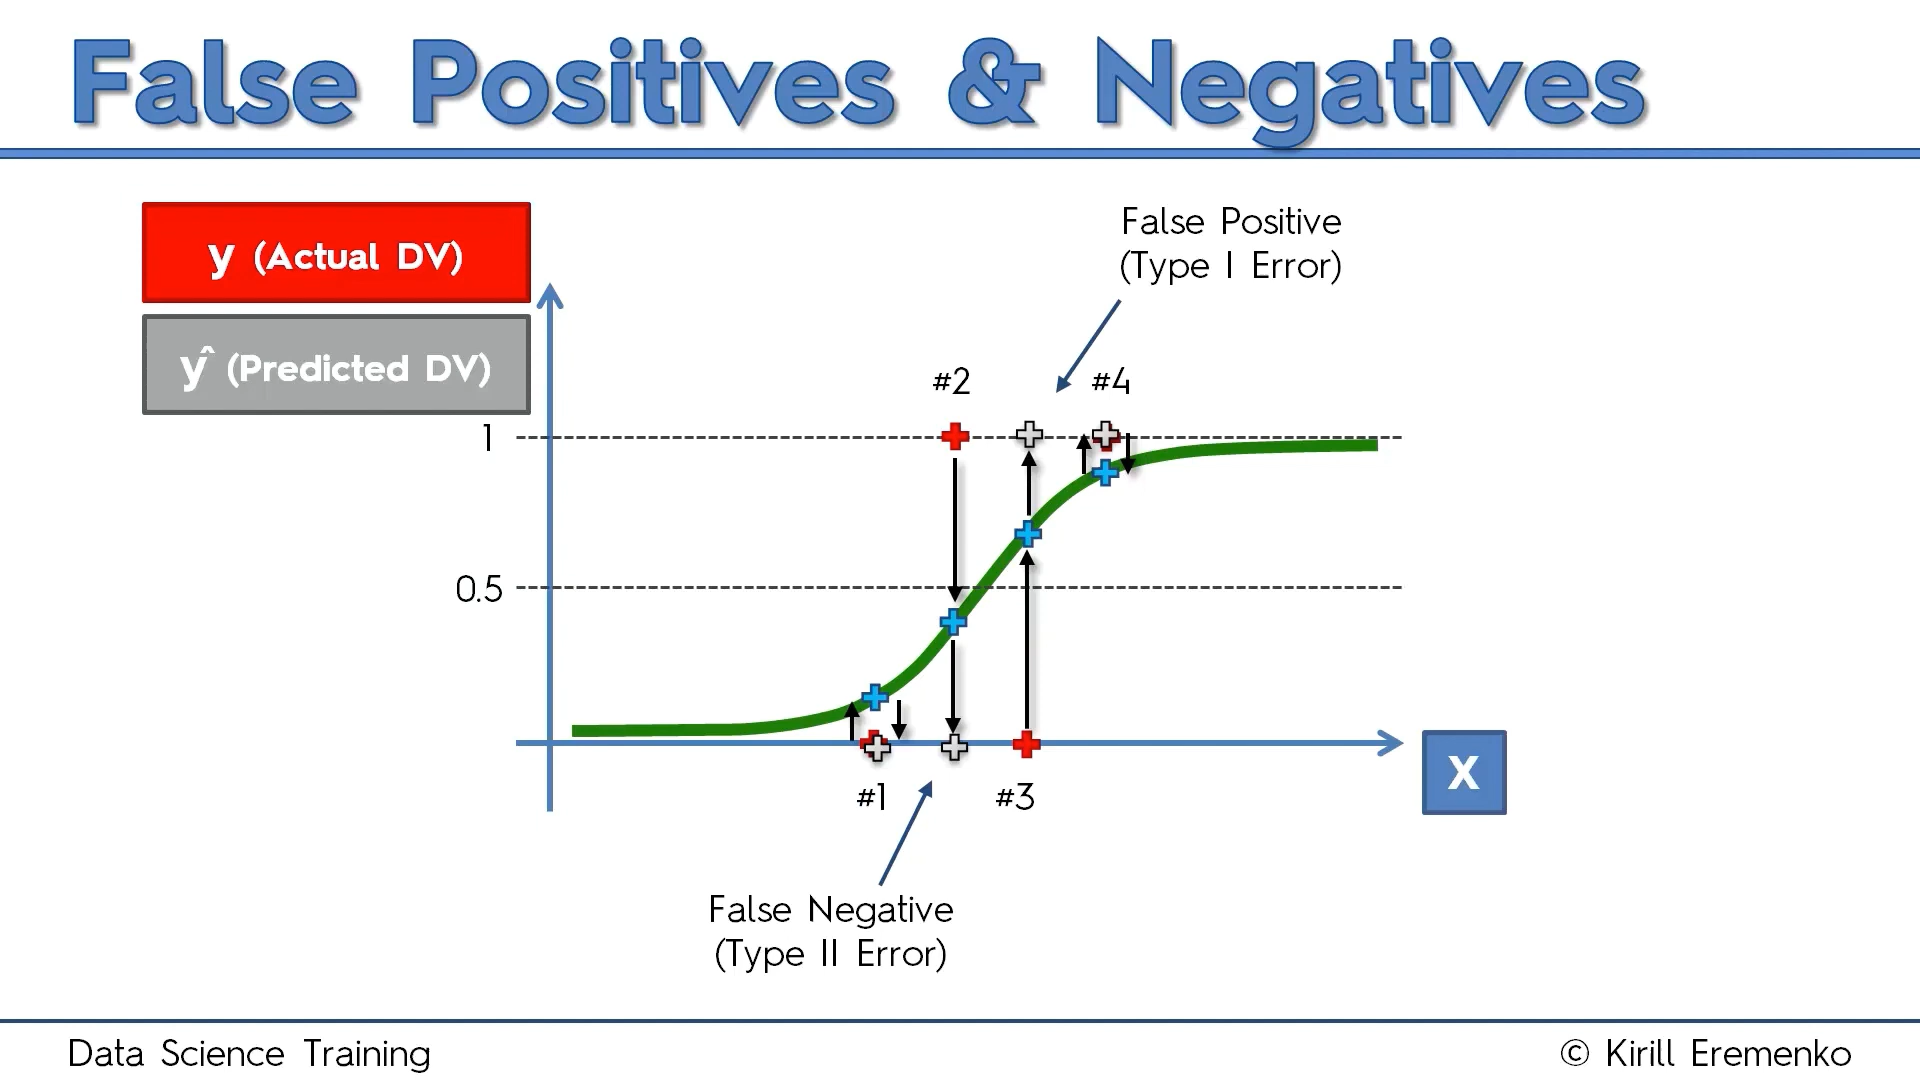 False Positives & Negatives
y (Actual DV)
ŷ (Predicted DV)
False Positive
(Type I Error)
#2
#4
1
0.5
#1
#3
X
False Negative
(Type II Error)
Data Science Training
© Kirill Eremenko